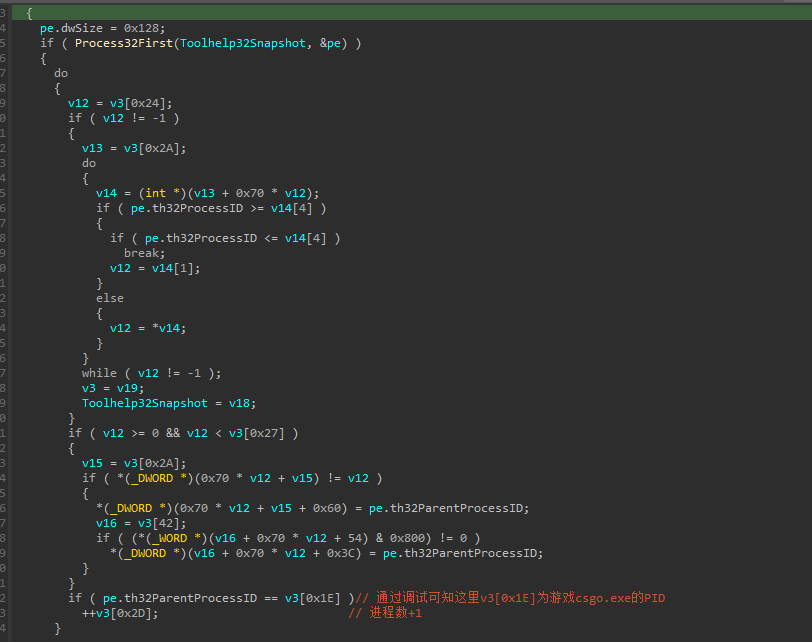 3 {
4 pe.dwSize = 0x128;
5 if ( Process32First(Toolhelp32Snapshot, &pe) )
6 {
7 do
8 {
9 v12 = v3[0x24];
0 if ( v12 != -1 )
1 {
2 v13 = v3[0x2A];
3 do
4 {
5 v14 = (int *)(v13 + 0x70 * v12);
6 if ( pe.th32ProcessID >= v14[4] )
7 {
8 if ( pe.th32ProcessID <= v14[4] )
9 break;
0 v12 = v14[1];
1 }
2 else
3 {
4 v12 = *v14;
5 }
6 }
7 while ( v12 != -1 );
8 v3 = v19;
9 Toolhelp32Snapshot = v18;
0 }
1 if ( v12 >= 0 && v12 < v3[0x27] )
2 {
3 v15 = v3[0x2A];
4 if ( *(_DWORD *)(0x70 * v12 + v15) != v12 )
5 {
6 *(_DWORD *)(0x70 * v12 + v15 + 0x60) = pe.th32ParentProcessID;
7 v16 = v3[42];
8 if ( (*(_WORD *)(v16 + 0x70 * v12 + 54) & 0x800) != 0 )
9 *(_DWORD *)(v16 + 0x70 * v12 + 0x3C) = pe.th32ParentProcessID;
0 }
1 }
2 if ( pe.th32ParentProcessID == v3[0x1E] )// 通过调试可知这里v3[0x1E]为游戏csgo.exe的PID
3 ++v3[0x2D]; // 进程数+1
4 }